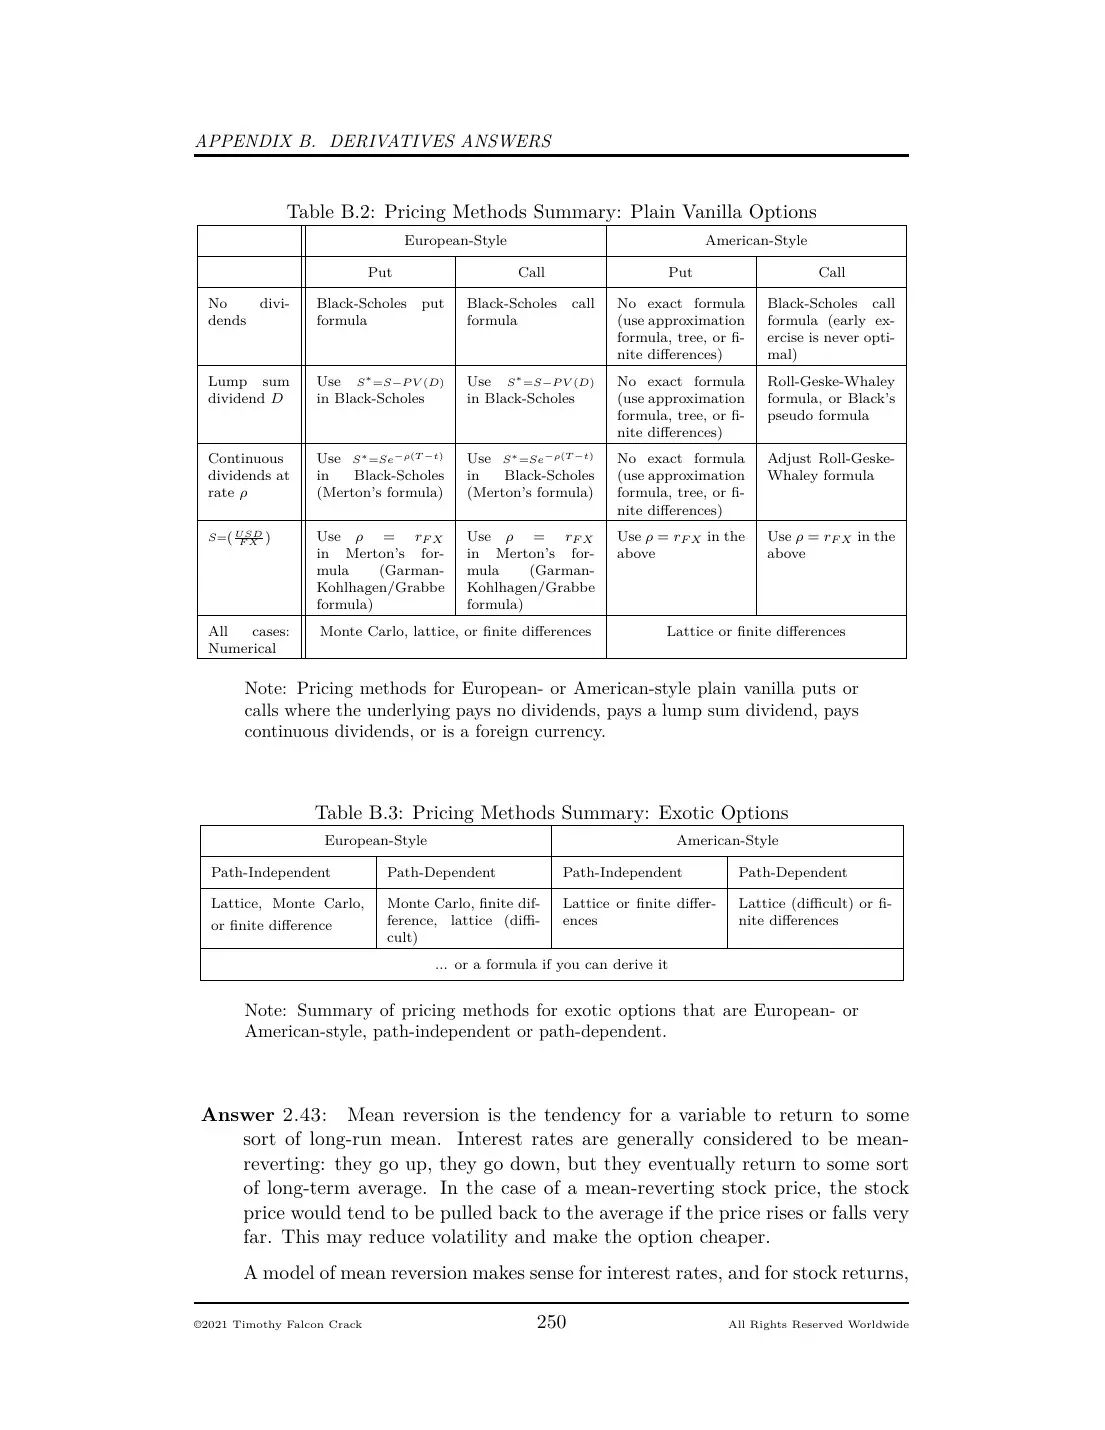 APPENDIX B. DERIVATIVES ANSWERS
Table B.2: Pricing Methods Summary: Plain Vanilla Options
European-Style American-Style
Put Call Put Call
No divi-
dends
Black-Scholes put
formula
Black-Scholes call
formula
No exact formula
(use approximation
formula, tree, or fi-
nite differences)
Black-Scholes call
formula (early ex-
ercise is never opti-
mal)
Lump sum
dividend D
Use S*=S−PV(D)
in Black-Scholes
Use S*=S−PV(D)
in Black-Scholes
No exact formula
(use approximation
formula, tree, or fi-
nite differences)
Roll-Geske-Whaley
formula, or Black's
pseudo formula
Continuous
dividends at
rate ρ
Use S*=Se−ρ(T−t)
in Black-Scholes
(Merton's formula)
Use S*=Se−ρ(T−t)
in Black-Scholes
(Merton's formula)
No exact formula
(use approximation
formula, tree, or fi-
nite differences)
Adjust Roll-Geske-
Whaley formula
S=(USD/FX)
Use ρ = rFX
in Merton's for-
mula (Garman-
Kohlhagen/Grabbe
formula)
Use ρ = rFX
in Merton's for-
mula (Garman-
Kohlhagen/Grabbe
formula)
Use ρ = rFX in the
above
Use ρ = rFX in the
above
All cases:
Numerical
Monte Carlo, lattice, or finite differences
Lattice or finite differences
Note: Pricing methods for European- or American-style plain vanilla puts or
calls where the underlying pays no dividends, pays a lump sum dividend, pays
continuous dividends, or is a foreign currency.
Table B.3: Pricing Methods Summary: Exotic Options
European-Style American-Style
Path-Independent Path-Dependent Path-Independent Path-Dependent
Lattice, Monte Carlo,
or finite difference
Monte Carlo, finite dif-
ference, lattice (diffi-
cult)
Lattice or finite differ-
ences
Lattice (difficult) or fi-
nite differences
... or a formula if you can derive it
Note: Summary of pricing methods for exotic options that are European- or
American-style, path-independent or path-dependent.
Answer 2.43: Mean reversion is the tendency for a variable to return to some
sort of long-run mean. Interest rates are generally considered to be mean-
reverting: they go up, they go down, but they eventually return to some sort
of long-term average. In the case of a mean-reverting stock price, the stock
price would tend to be pulled back to the average if the price rises or falls very
far. This may reduce volatility and make the option cheaper.
A model of mean reversion makes sense for interest rates, and for stock returns,
©2021 Timothy Falcon Crack 250 All Rights Reserved Worldwide